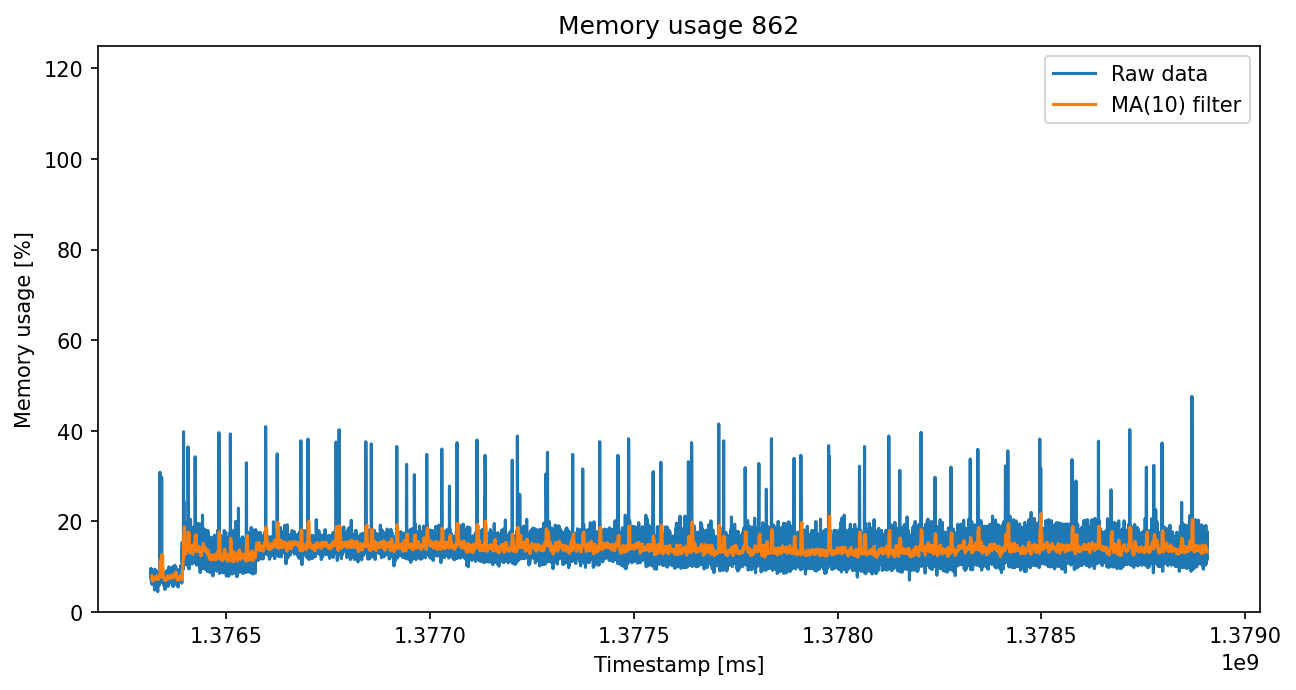 Memory usage 862
Raw data
MA(10) filter
Memory usage [%]
120
100
80
60
40
20
0
1.3765 1.3770 1.3775 1.3780 1.3785 1.3790
1e9
Timestamp [ms]